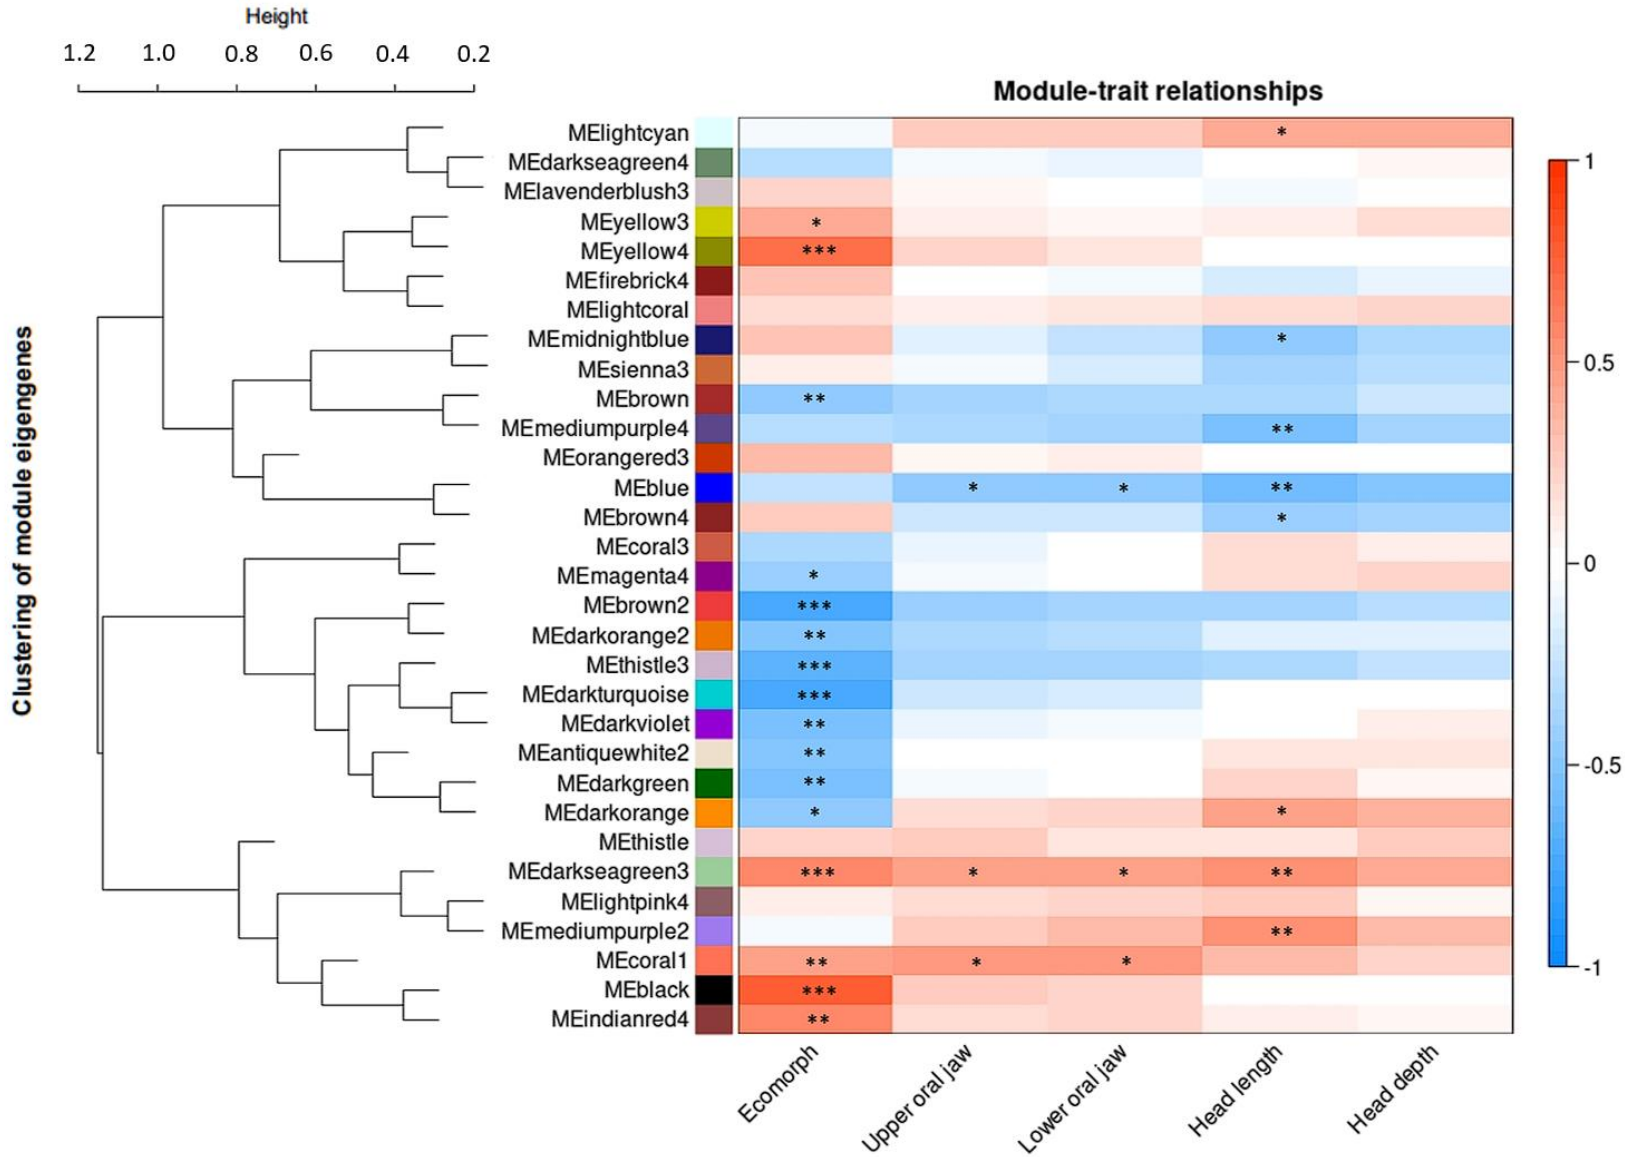 Height
1.2 1.0 0.8 0.6 0.4 0.2
Clustering of module eigengenes
Module-trait relationships
MElightcyan *
MEdarkseagreen4
MElavenderblush3
MEyellow3 *
MEyellow4 ***
MEfirebrick4
MElightcoral
MEmidnightblue *
MEsienna3
MEbrown **
MEmediumpurple4 **
MEorangered3
MEblue * * **
MEbrown4 *
MEcoral3
MEmagenta4 *
MEbrown2 ***
MEdarkorange2 **
MEthistle3 ***
MEdarkturquoise ***
MEdarkviolet **
MEantiquewhite2 **
MEdarkgreen **
MEdarkorange * *
MEthistle
MEdarkseagreen3 *** * * **
MElightpink4
MEmediumpurple2 **
MEcoral1 ** * *
MEblack ***
MEindianred4 **
1
0.5
0
-0.5
-1
Ecomorph
Upper oral jaw
Lower oral jaw
Head length
Head depth